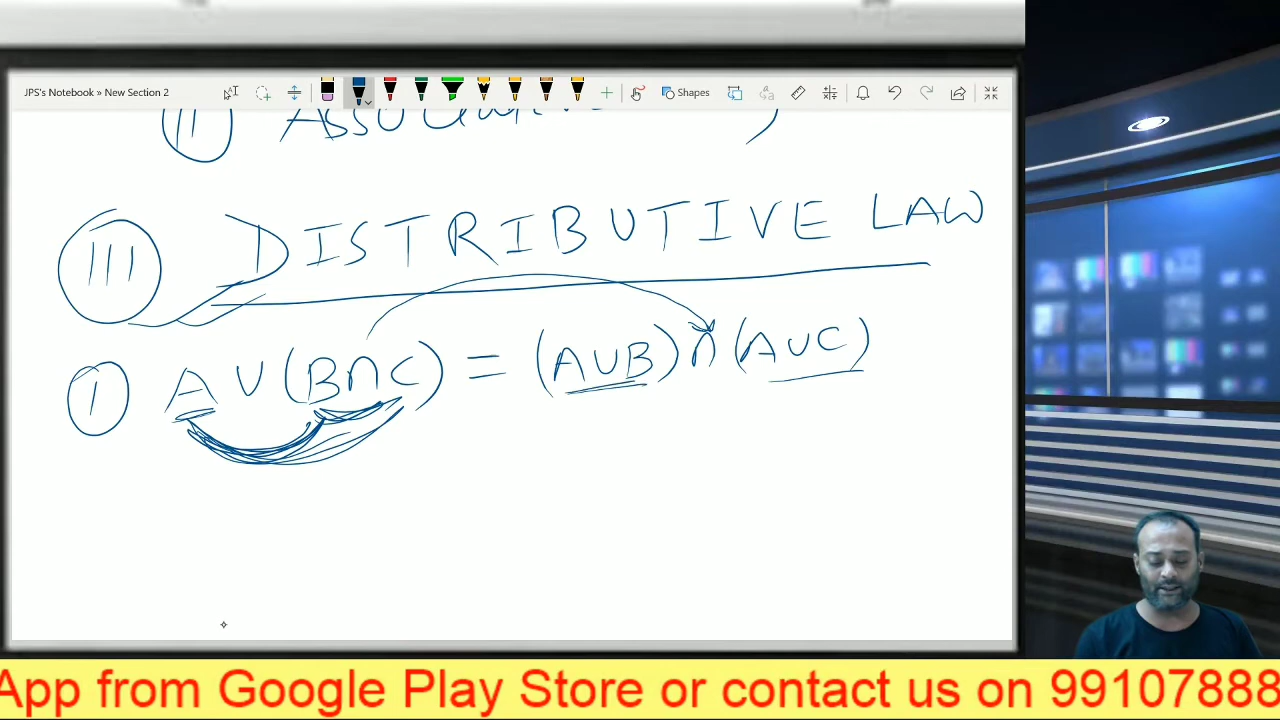 JPS's Notebook » New Section 2
Shapes
II
III DISTRIBUTIVE LAW
I A∪(B∩C) = (A∪B)∩(A∪C)
App from Google Play Store or contact us on 99107888